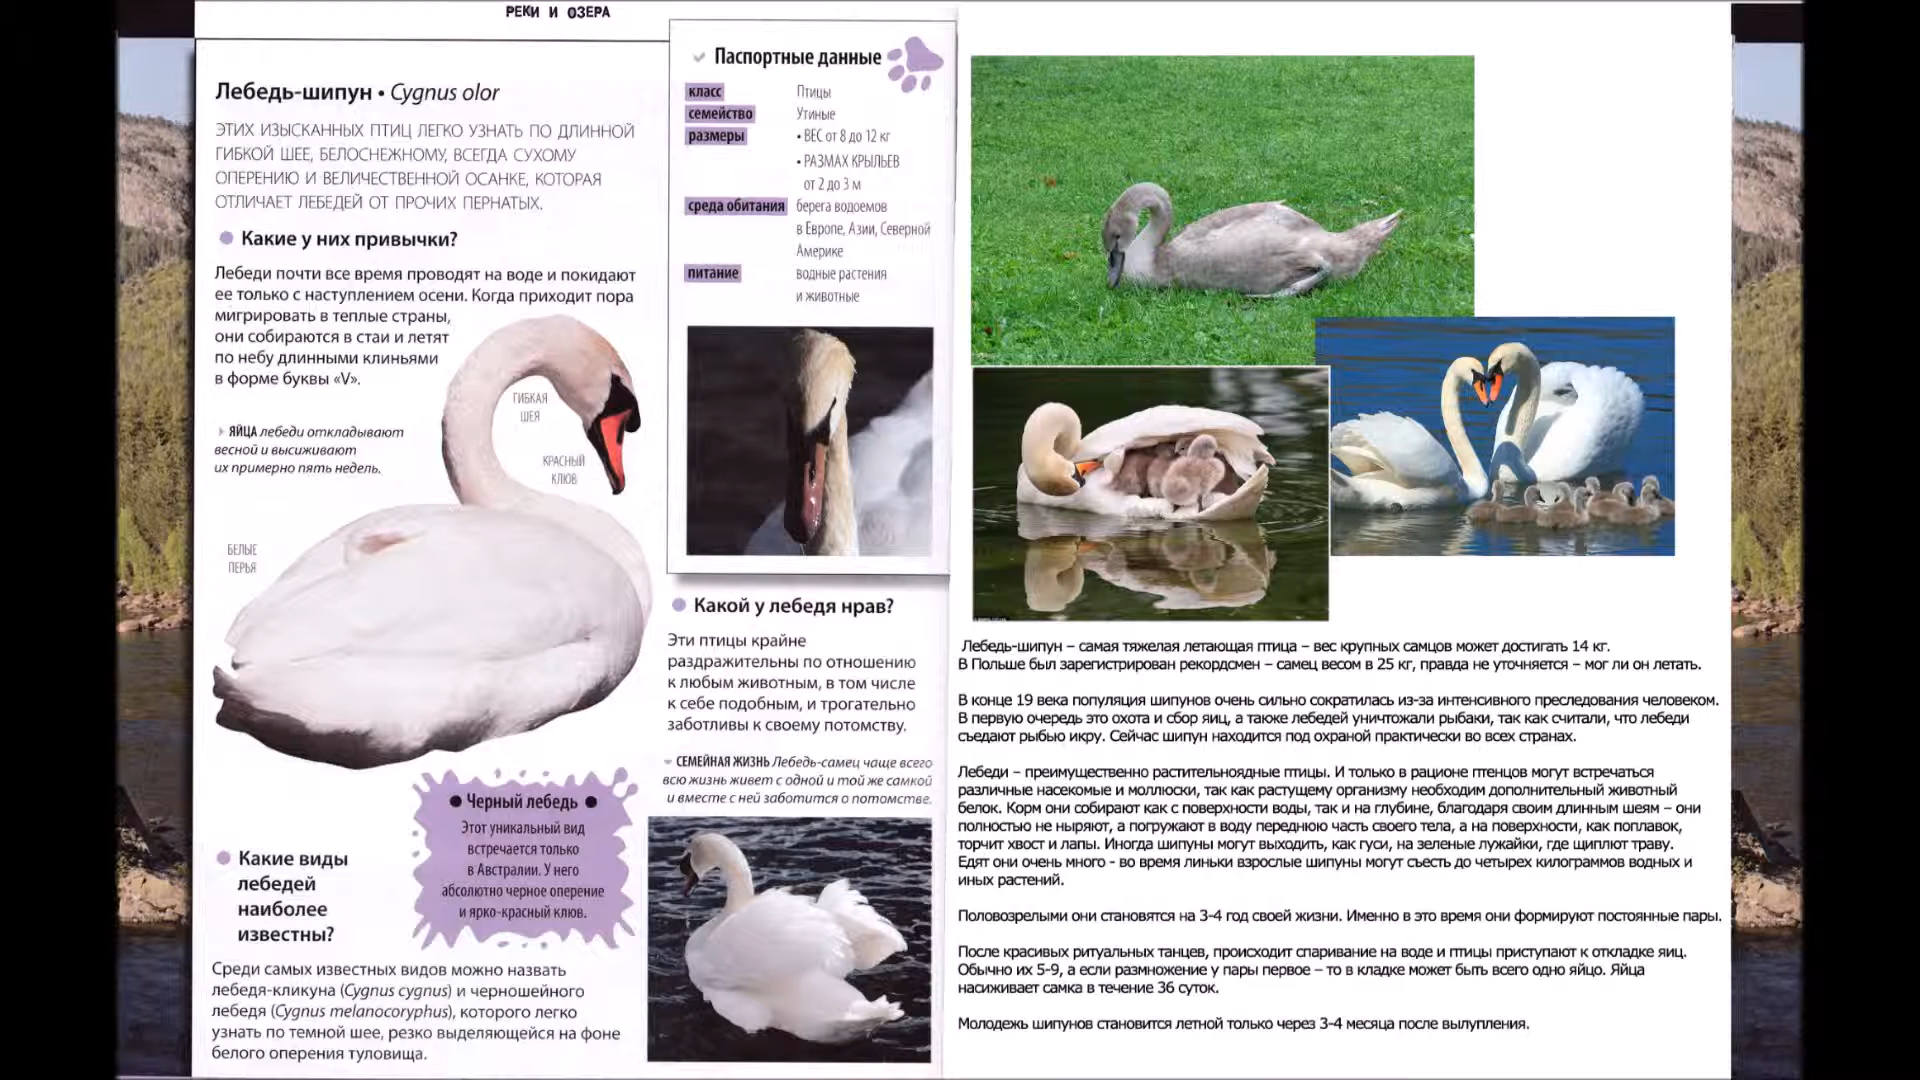 РЕКИ И ОЗЕРА
Лебедь-шипун • Cygnus olor
ЭТИХ ИЗЫСКАННЫХ ПТИЦ ЛЕГКО УЗНАТЬ ПО ДЛИННОЙ
ГИБКОЙ ШЕЕ, БЕЛОСНЕЖНОМУ, ВСЕГДА СУХОМУ
ОПЕРЕНИЮ И ВЕЛИЧЕСТВЕННОЙ ОСАНКЕ, КОТОРАЯ
ОТЛИЧАЕТ ЛЕБЕДЕЙ ОТ ПРОЧИХ ПЕРНАТЫХ.
Какие у них привычки?
Лебеди почти все время проводят на воде и покидают
ее только с наступлением осени. Когда приходит пора
мигрировать в теплые страны,
они собираются в стаи и летят
по небу длинными клиньями
в форме буквы «V».
ЯЙЦА лебеди откладывают
весной и высиживают
их примерно пять недель.
ГИБКАЯ
ШЕЯ
КРАСНЫЙ
КЛЮВ
БЕЛЫЕ
ПЕРЬЯ
• Черный лебедь •
Этот уникальный вид
встречается только
в Австралии. У него
абсолютно черное оперение
и ярко-красный клюв.
Какие виды
лебедей
наиболее
известны?
Среди самых известных видов можно назвать
лебедя-кликуна (Cygnus cygnus) и черношейного
лебедя (Cygnus melanocoryphus), которого легко
узнать по темной шее, резко выделяющейся на фоне
белого оперения туловища.
Паспортные данные
класс Птицы
семейство Утиные
размеры • ВЕС от 8 до 12 кг
• РАЗМАХ КРЫЛЬЕВ
от 2 до 3 м
среда обитания берега водоемов
в Европе, Азии, Северной
Америке
питание водные растения
и животные
Какой у лебедя нрав?
Эти птицы крайне
раздражительны по отношению
к любым животным, в том числе
к себе подобным, и трогательно
заботливы к своему потомству.
СЕМЕЙНАЯ ЖИЗНЬ Лебедь-самец чаще всего
всю жизнь живет с одной и той же самкой
и вместе с ней заботится о потомстве.
Лебедь-шипун – самая тяжелая летающая птица – вес крупных самцов может достигать 14 кг.
В Польше был зарегистрирован рекордсмен – самец весом в 25 кг, правда не уточняется – мог ли он летать.
В конце 19 века популяция шипунов очень сильно сократилась из-за интенсивного преследования человеком.
В первую очередь это охота и сбор яиц, а также лебедей уничтожали рыбаки, так как считали, что лебеди
съедают рыбью икру. Сейчас шипун находится под охраной практически во всех странах.
Лебеди – преимущественно растительноядные птицы. И только в рационе птенцов могут встречаться
различные насекомые и моллюски, так как растущему организму необходим дополнительный животный
белок. Корм они собирают как с поверхности воды, так и на глубине, благодаря своим длинным шеям – они
полностью не ныряют, а погружают в воду переднюю часть своего тела, а на поверхности, как поплавок,
торчит хвост и лапы. Иногда шипуны могут выходить, как гуси, на зеленые лужайки, где щиплют траву.
Едят они очень много - во время линьки взрослые шипуны могут съесть до четырех килограммов водных и
иных растений.
Половозрелыми они становятся на 3-4 год своей жизни. Именно в это время они формируют постоянные пары.
После красивых ритуальных танцев, происходит спаривание на воде и птицы приступают к откладке яиц.
Обычно их 5-9, а если размножение у пары первое – то в кладке может быть всего одно яйцо. Яйца
насиживает самка в течение 36 суток.
Молодежь шипунов становится летной только через 3-4 месяца после вылупления.